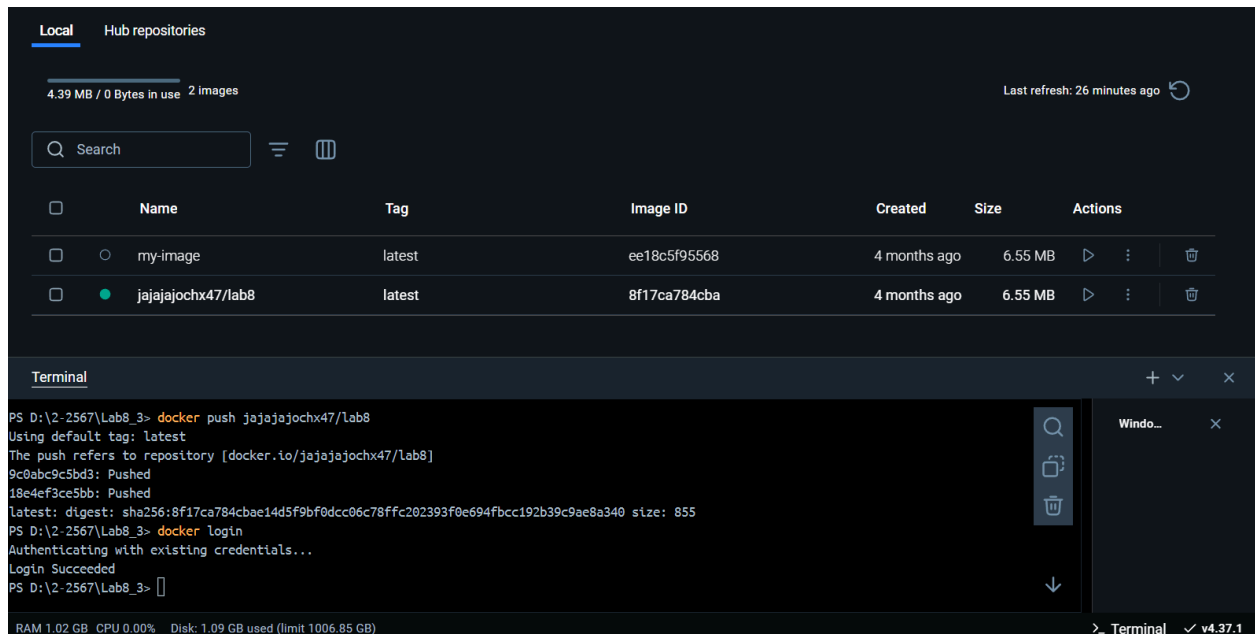 Local Hub repositories
4.39 MB / 0 Bytes in use 2 images Last refresh: 26 minutes ago
Search
Name Tag Image ID Created Size Actions
my-image latest ee18c5f95568 4 months ago 6.55 MB
jajajajochx47/lab8 latest 8f17ca784cba 4 months ago 6.55 MB
Terminal
PS D:\2-2567\Lab8_3> docker push jajajajochx47/lab8
Using default tag: latest
The push refers to repository [docker.io/jajajajochx47/lab8]
9c0abc9c5bd3: Pushed
18e4ef3ce5bb: Pushed
latest: digest: sha256:8f17ca784cbae14d5f9bf0dcc06c78ffc202393f0e694fbcc192b39c9ae8a340 size: 855
PS D:\2-2567\Lab8_3> docker login
Authenticating with existing credentials...
Login Succeeded
PS D:\2-2567\Lab8_3>
Windo...
RAM 1.02 GB CPU 0.00% Disk: 1.09 GB used (limit 1006.85 GB) >_ Terminal ✓ v4.37.1